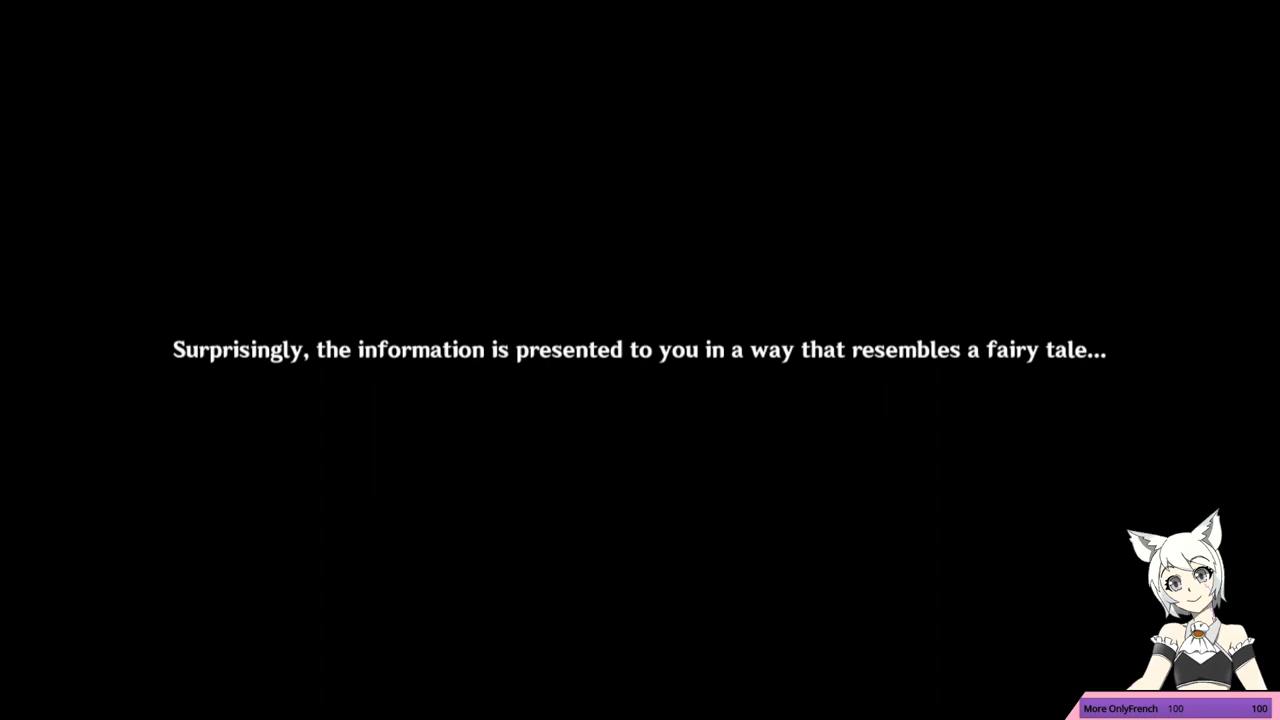 Surprisingly, the information is presented to you in a way that resembles a fairy tale...
More OnlyFrench 100 100